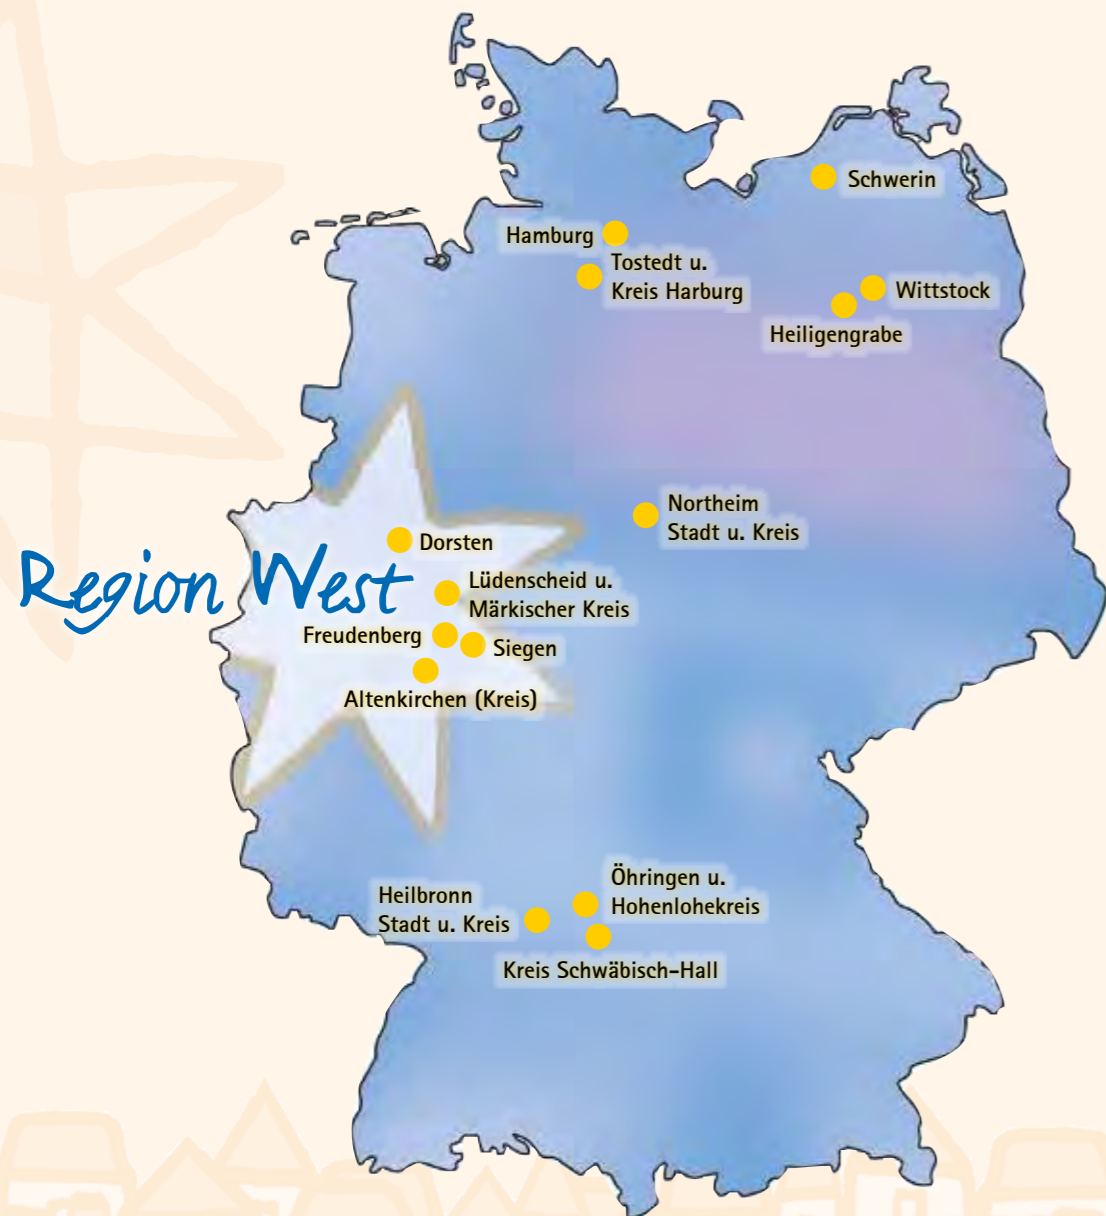 Schwerin
Hamburg
Tostedt u.
Kreis Harburg
Wittstock
Heiligengrabe
Northeim
Stadt u. Kreis
Dorsten
Region West
Lüdenscheid u.
Märkischer Kreis
Freudenberg
Siegen
Altenkirchen (Kreis)
Öhringen u.
Hohenlohekreis
Heilbronn
Stadt u. Kreis
Kreis Schwäbisch-Hall